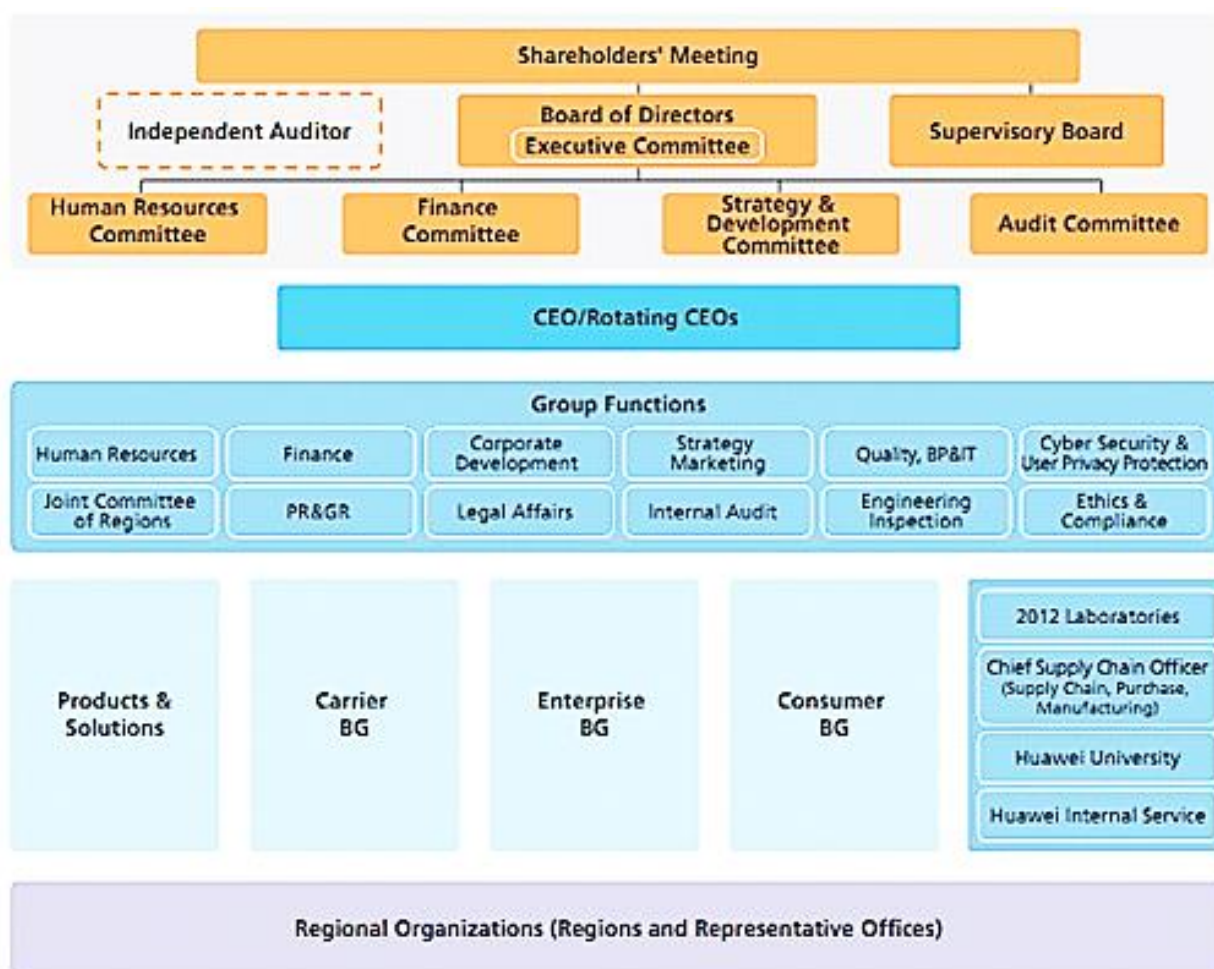 Shareholders' Meeting
Independent Auditor
Board of Directors
Executive Committee
Supervisory Board
Human Resources
Committee
Finance
Committee
Strategy &
Development
Committee
Audit Committee
CEO/Rotating CEOs
Group Functions
Human Resources
Finance
Corporate
Development
Strategy
Marketing
Quality, BP&IT
Cyber Security &
User Privacy Protection
Joint Committee
of Regions
PR&GR
Legal Affairs
Internal Audit
Engineering
Inspection
Ethics &
Compliance
Products &
Solutions
Carrier
BG
Enterprise
BG
Consumer
BG
2012 Laboratories
Chief Supply Chain Officer
(Supply Chain, Purchase,
Manufacturing)
Huawei University
Huawei Internal Service
Regional Organizations (Regions and Representative Offices)